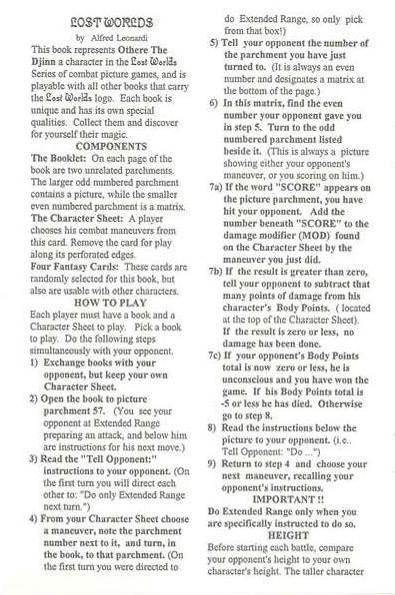 LOST WORLDS
by Alfred Leonardi
This book represents Othere The
Djinn a character in the Lost Worlds
Series of combat picture games, and is
playable with all other books that carry
the Lost Worlds logo. Each book is
unique and has its own special
qualities. Collect them and discover
for yourself their magic.
COMPONENTS
The Booklet: On each page of the
book are two unrelated parchments.
The larger odd numbered parchment
contains a picture, while the smaller
even numbered parchment is a matrix.
The Character Sheet: A player
chooses his combat maneuvers from
this card. Remove the card for play
along its perforated edges.
Four Fantasy Cards: These cards are
randomly selected for this book, but
also are usable with other characters.
HOW TO PLAY
Each player must have a book and a
Character Sheet to play. Pick a book
to play. Do the following steps
simultaneously with your opponent.
1) Exchange books with your
opponent, but keep your own
Character Sheet.
2) Open the book to picture
parchment 57. (You see your
opponent at Extended Range
preparing an attack, and below him
are instructions for his next move.)
3) Read the "Tell Opponent:"
instructions to your opponent. (On
the first turn you will direct each
other to: "Do only Extended Range
next turn.")
4) From your Character Sheet choose
a maneuver, note the parchment
number next to it, and turn, in
the book, to that parchment. (On
the first turn you were directed to
do Extended Range, so only pick
from that box!)
5) Tell your opponent the number of
the parchment you have just
turned to. (It is always an even
number and designates a matrix at
the bottom of the page.)
6) In this matrix, find the even
number your opponent gave you
in step 5. Turn to the odd
numbered parchment listed
beside it. (This is always a picture
showing either your opponent's
maneuver, or you scoring on him.)
7a) If the word "SCORE" appears on
the picture parchment, you have
hit your opponent. Add the
number beneath "SCORE" to the
damage modifier (MOD) found
on the Character Sheet by the
maneuver you just did.
7b) If the result is greater than zero,
tell your opponent to subtract that
many points of damage from his
character's Body Points. ( located
at the top of the Character Sheet).
If the result is zero or less, no
damage has been done.
7c) If your opponent's Body Points
total is now zero or less, he is
unconscious and you have won the
game. If his Body Points total is
-5 or less he has died. Otherwise
go to step 8.
8) Read the instructions below the
picture to your opponent. (i.e..
Tell Opponent: "Do ...")
9) Return to step 4 and choose your
next maneuver, recalling your
opponent's instructions.
IMPORTANT !!
Do Extended Range only when you
are specifically instructed to do so.
HEIGHT
Before starting each battle, compare
your opponent's height to your own
character's height. The taller character